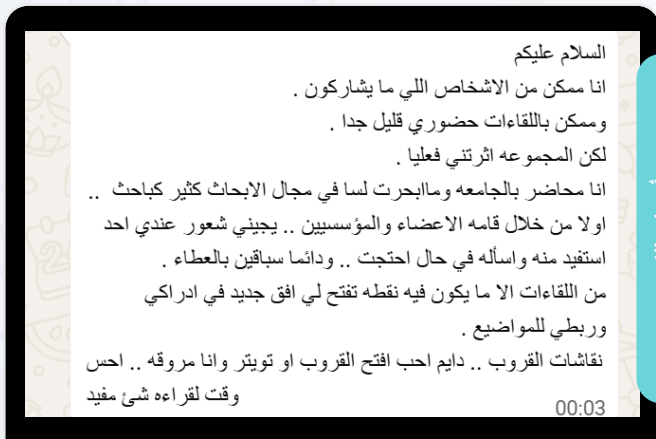 السلام عليكم
انا ممكن من الاشخاص اللي ما يشاركون .
وممكن باللقاءات حضوري قليل جدا .
لكن المجموعه اثرتني فعليا .
انا محاضر بالجامعه وماابحرت لسا في مجال الابحاث كثير كباحث ..
اولا من خلال قامه الاعضاء والمؤسسيين .. يجيني شعور عندي احد
استفيد منه واسأله في حال احتجت .. ودائما سباقين بالعطاء .
من اللقاءات الا ما يكون فيه نقطه تفتح لي افق جديد في ادراكي
وربطي للمواضيع .
نقاشات القروب .. دايم احب افتح القروب او تويتر وانا مروقه .. احس
وقت لقراءه شئ مفيد
00:03